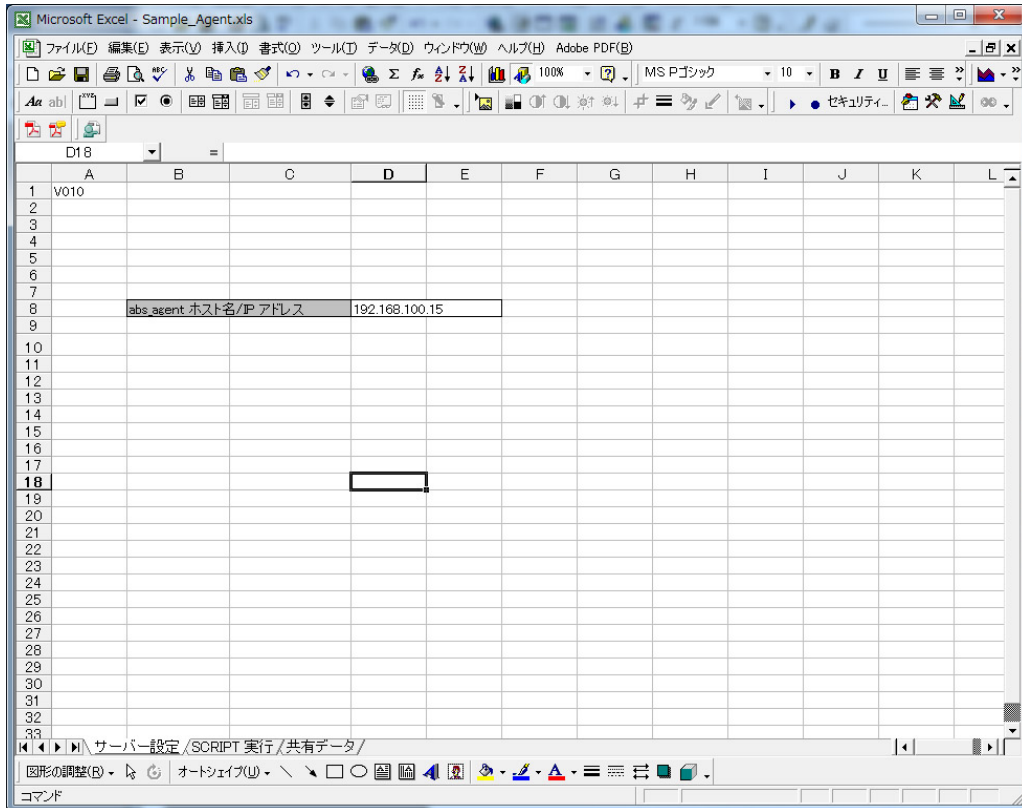 Microsoft Excel - Sample_Agent.xls
ファイル(F) 編集(E) 表示(V) 挿入(I) 書式(O) ツール(T) データ(D) ウィンドウ(W) ヘルプ(H) Adobe PDF(B)
100% MS Pゴシック 10 B I U
セキュリティ...
D18 =
A B C D E F G H I J K L
1 V010
2
3
4
5
6
7
8 abs_agent ホスト名/IP アドレス 192.168.100.15
9
10
11
12
13
14
15
16
17
18
19
20
21
22
23
24
25
26
27
28
29
30
31
32
33
サーバー設定 SCRIPT 実行 共有データ
図形の調整(R) オートシェイプ(U)
コマンド